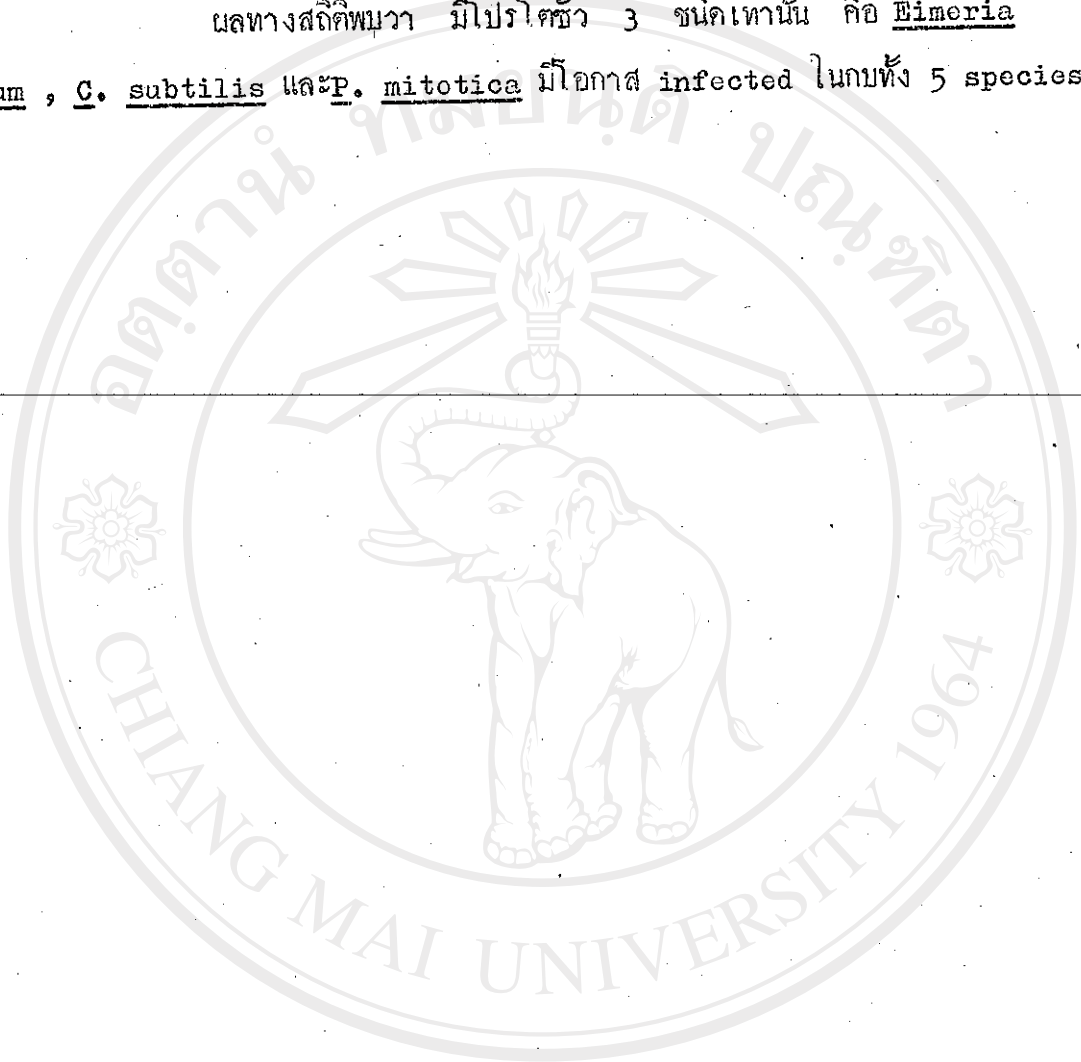 ผลทางสถิติพบว่า มีโปรโตซัว 3 ชนิดเท่านั้น คือ Eimeria
um , C. subtilis และP. mitotica มีโอกาส infected ในกบทั้ง 5 species
CHIANG MAI UNIVERSITY 1964